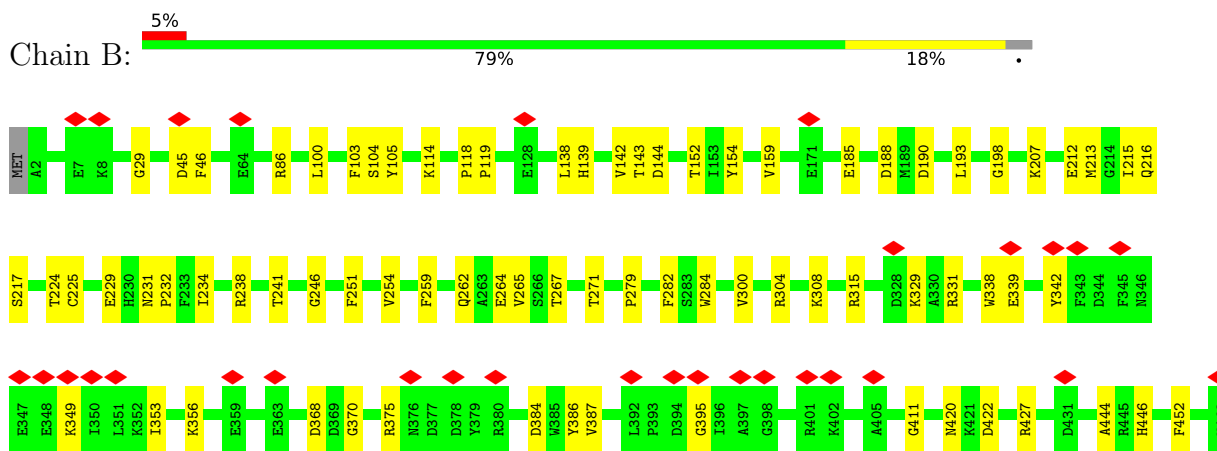 5%
Chain B:
79% 18% •
MET A2 E7 K8 G29 D45 F46 E64 R86 L100 F103 S104 Y105 K114 P118 P119 E128 L138 H139 V142 T143 D144 T152 I153 Y154 V159 E171 E185 D188 M189 D190 L193 G198 K207 E212 M213 G214 I215 Q216
S217 T224 C225 E229 H230 N231 P232 F233 I234 R238 T241 G246 F251 V254 F259 Q262 A263 E264 V265 S266 T267 T271 P279 F282 S283 W284 V300 R304 K308 R315 D328 K329 A330 R331 W338 E339 Y342 F343 D344 F345 N346
E347 E348 K349 I350 L351 K352 I353 K356 E359 E363 D368 D369 G370 R375 N376 D377 D378 Y379 R380 D384 W385 Y386 V387 L392 P393 D394 G395 I396 A397 G398 R401 K402 A405 G411 N420 K421 D422 R427 D431 A444 R445 H446 F452